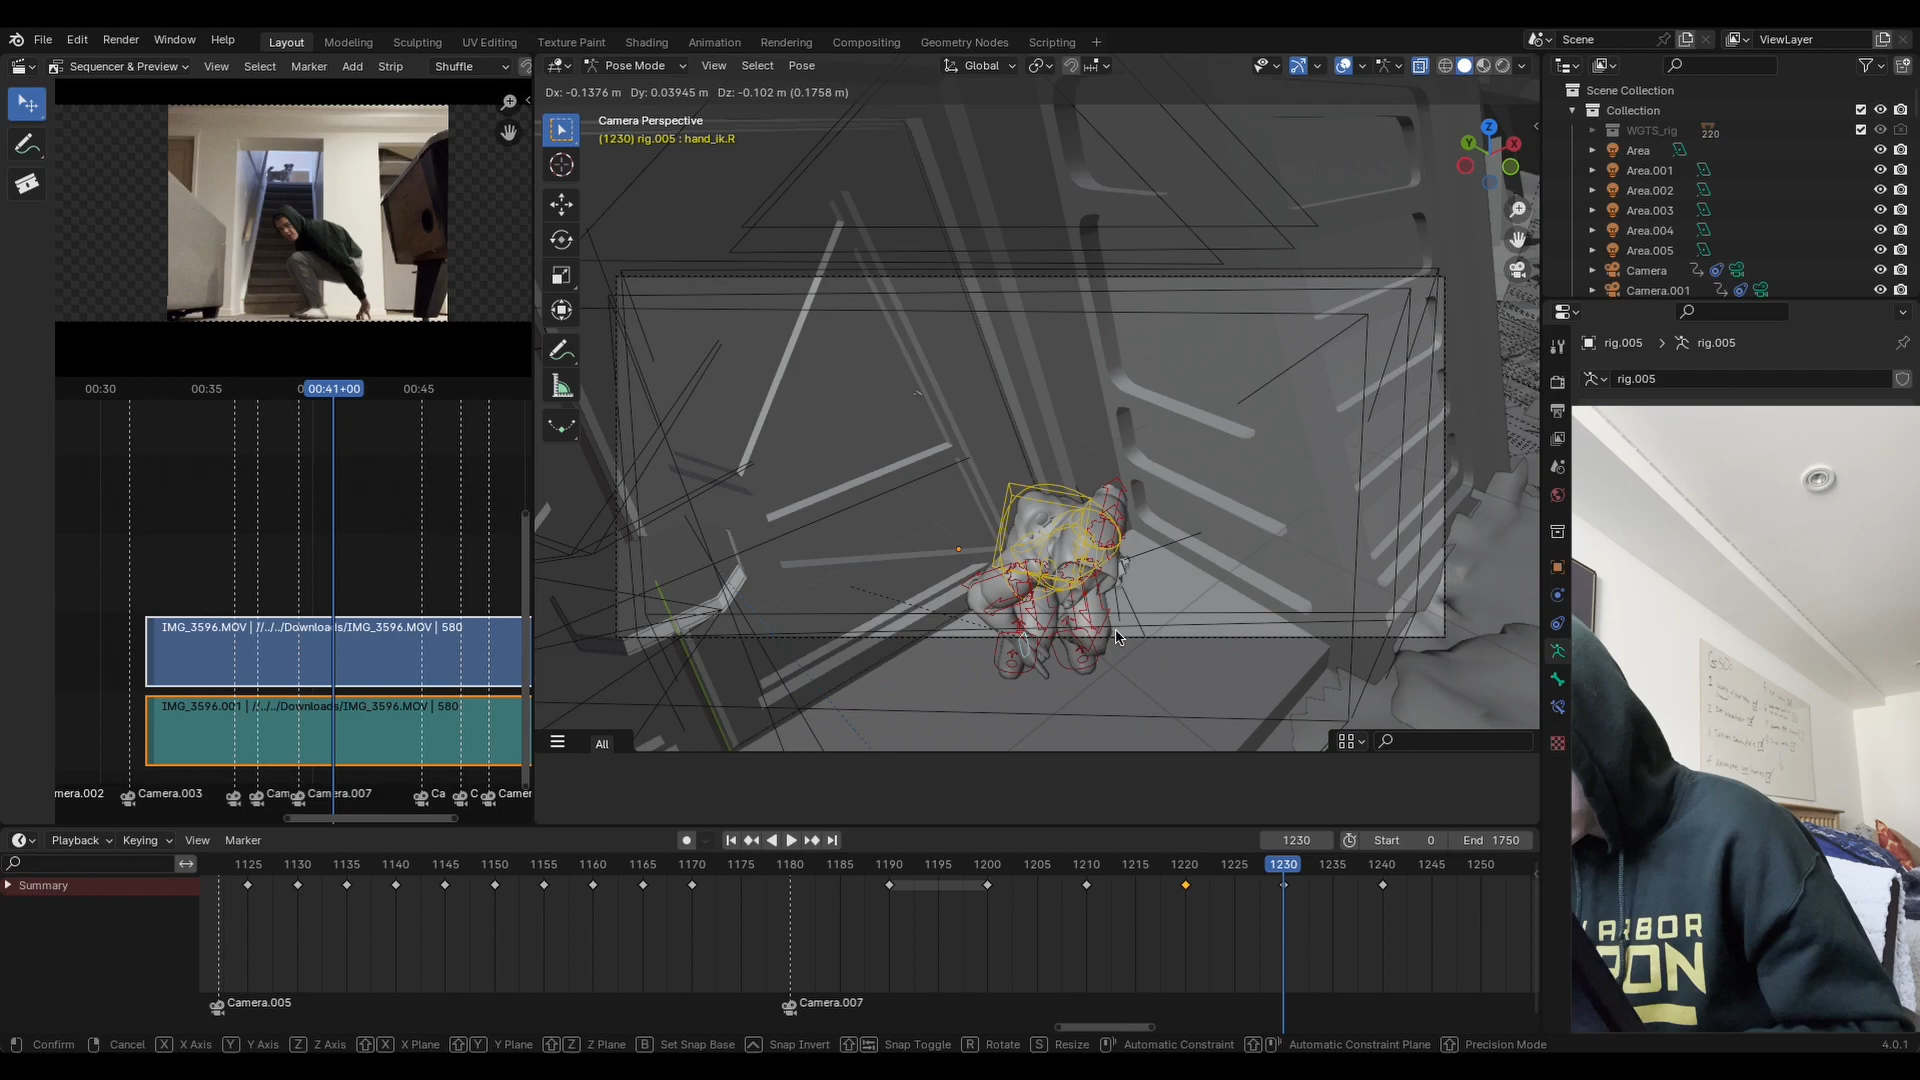 File Edit Render Window Help
Layout Modeling Sculpting UV Editing Texture Paint Shading Animation Rendering Compositing Geometry Nodes Scripting +
Scene
ViewLayer
Sequencer & Preview View Select Marker Add Strip Shuffle
Pose Mode View Select Pose
Global
Dx: -0.1376 m Dy: 0.03945 m Dz: -0.102 m (0.1758 m)
Camera Perspective
(1230) rig.005 : hand_ik.R
Z
Y
X
Scene Collection
Collection
WGTS_rig 220
Area
Area.001
Area.002
Area.003
Area.004
Area.005
Camera
Camera.001
rig.005 > rig.005
rig.005
00:30 00:35 00:41+00 00:45
IMG_3596.MOV | //../../Downloads/IMG_3596.MOV | 580
IMG_3596.001 | //../../Downloads/IMG_3596.MOV | 580
mera.002 Camera.003 Cam Camera.007 Ca C Camer
All
Playback Keying View Marker
1230 Start 0 End 1750
1125 1130 1135 1140 1145 1150 1155 1160 1165 1170 1175 1180 1185 1190 1195 1200 1205 1210 1215 1220 1225 1230 1235 1240 1245 1250
Summary
Camera.005
Camera.007
ARBOR
Confirm Cancel X X Axis Y Y Axis Z Z Axis X X Plane Y Y Plane Z Z Plane B Set Snap Base Snap Invert Snap Toggle R Rotate S Resize Automatic Constraint Automatic Constraint Plane Precision Mode
4.0.1